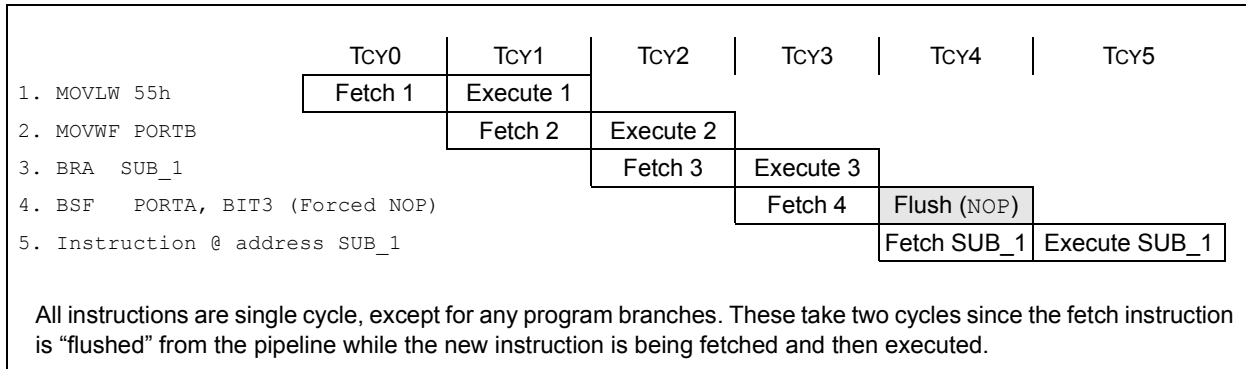 TCY0 TCY1 TCY2 TCY3 TCY4 TCY5
1. MOVLW 55h Fetch 1 Execute 1
2. MOVWF PORTB Fetch 2 Execute 2
3. BRA SUB_1 Fetch 3 Execute 3
4. BSF PORTA, BIT3 (Forced NOP) Fetch 4 Flush (NOP)
5. Instruction @ address SUB_1 Fetch SUB_1 Execute SUB_1
All instructions are single cycle, except for any program branches. These take two cycles since the fetch instruction
is “flushed” from the pipeline while the new instruction is being fetched and then executed.